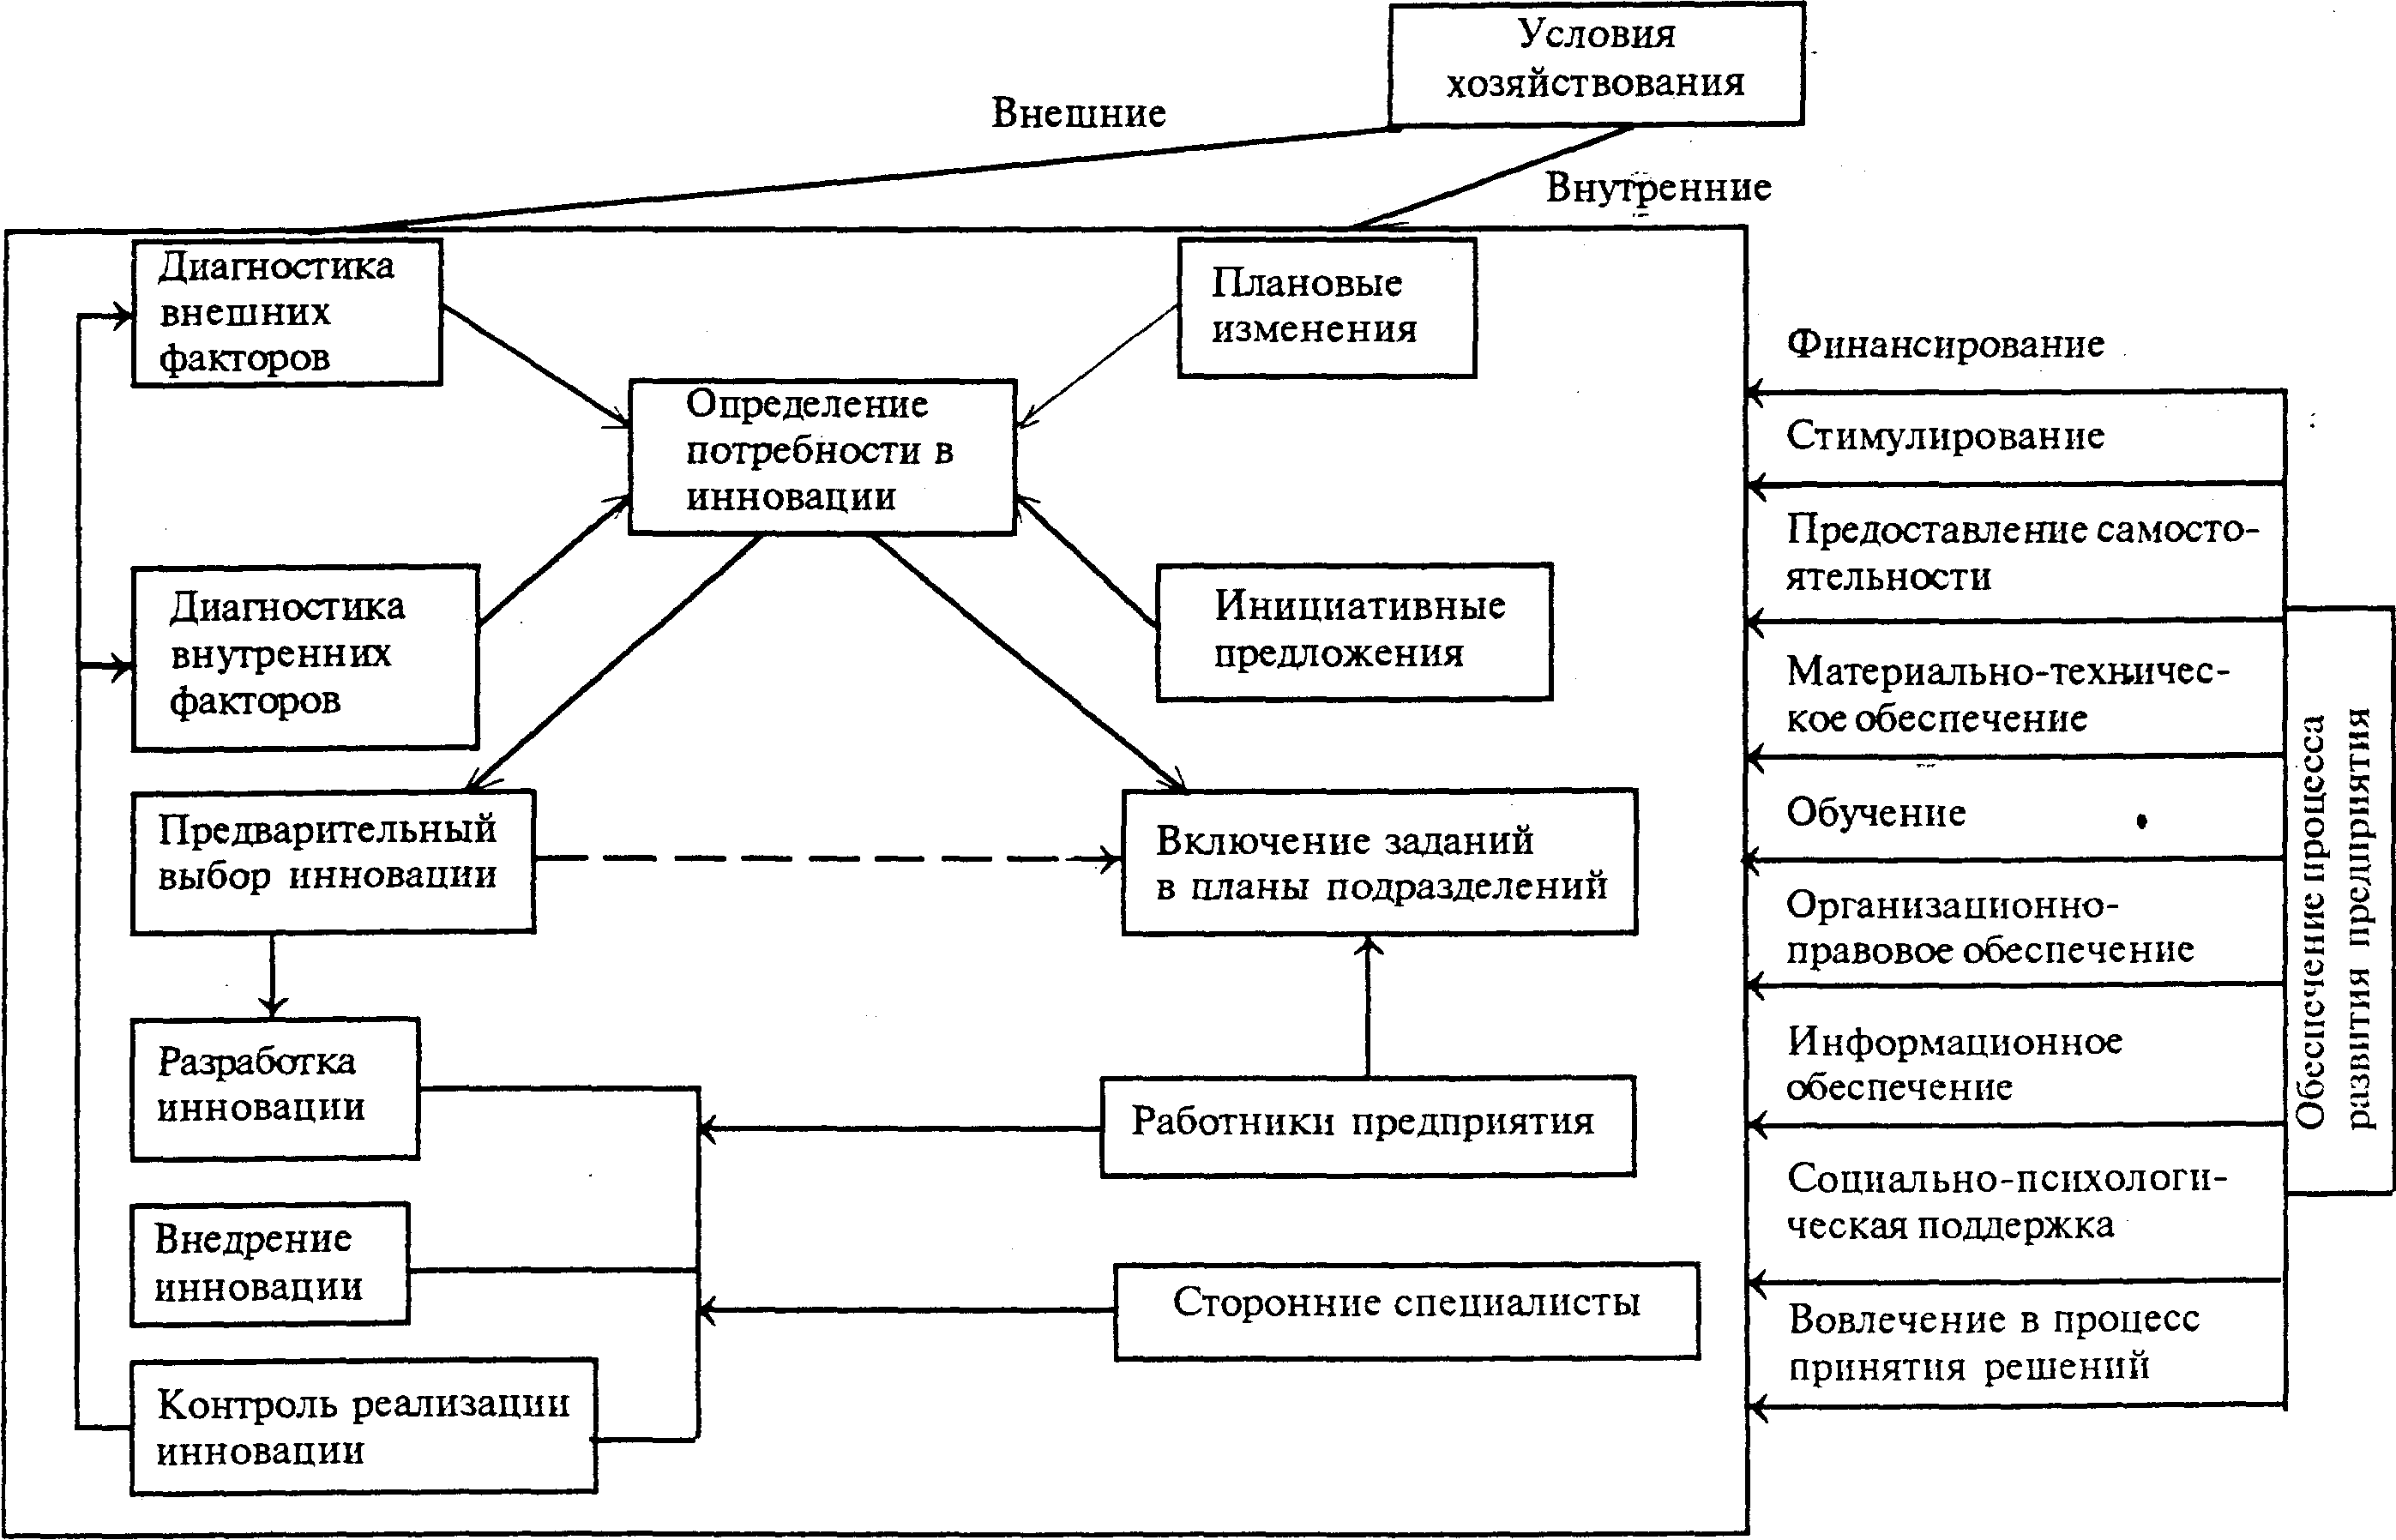 Условия
хозяйствования
Внешние
Внутренние
Диагностика
внешних
факторов
Плановые
изменения
Определение
потребности в
инновации
Диагностика
внутренних
факторов
Инициативные
предложения
Предварительный
выбор инновации
Включение заданий
в планы подразделений
Разработка
инновации
Работники предприятия
Внедрение
инновации
Сторонние специалисты
Контроль реализации
инновации
Финансирование
Стимулирование
Предоставление самосто-
ятельности
Материально-техничес-
кое обеспечение
Обучение
Организационно-
правовое обеспечение
Информационное
обеспечение
Социально-психологи-
ческая поддержка
Вовлечение в процесс
принятия решений
Обеспечение процесса
развития предприятия